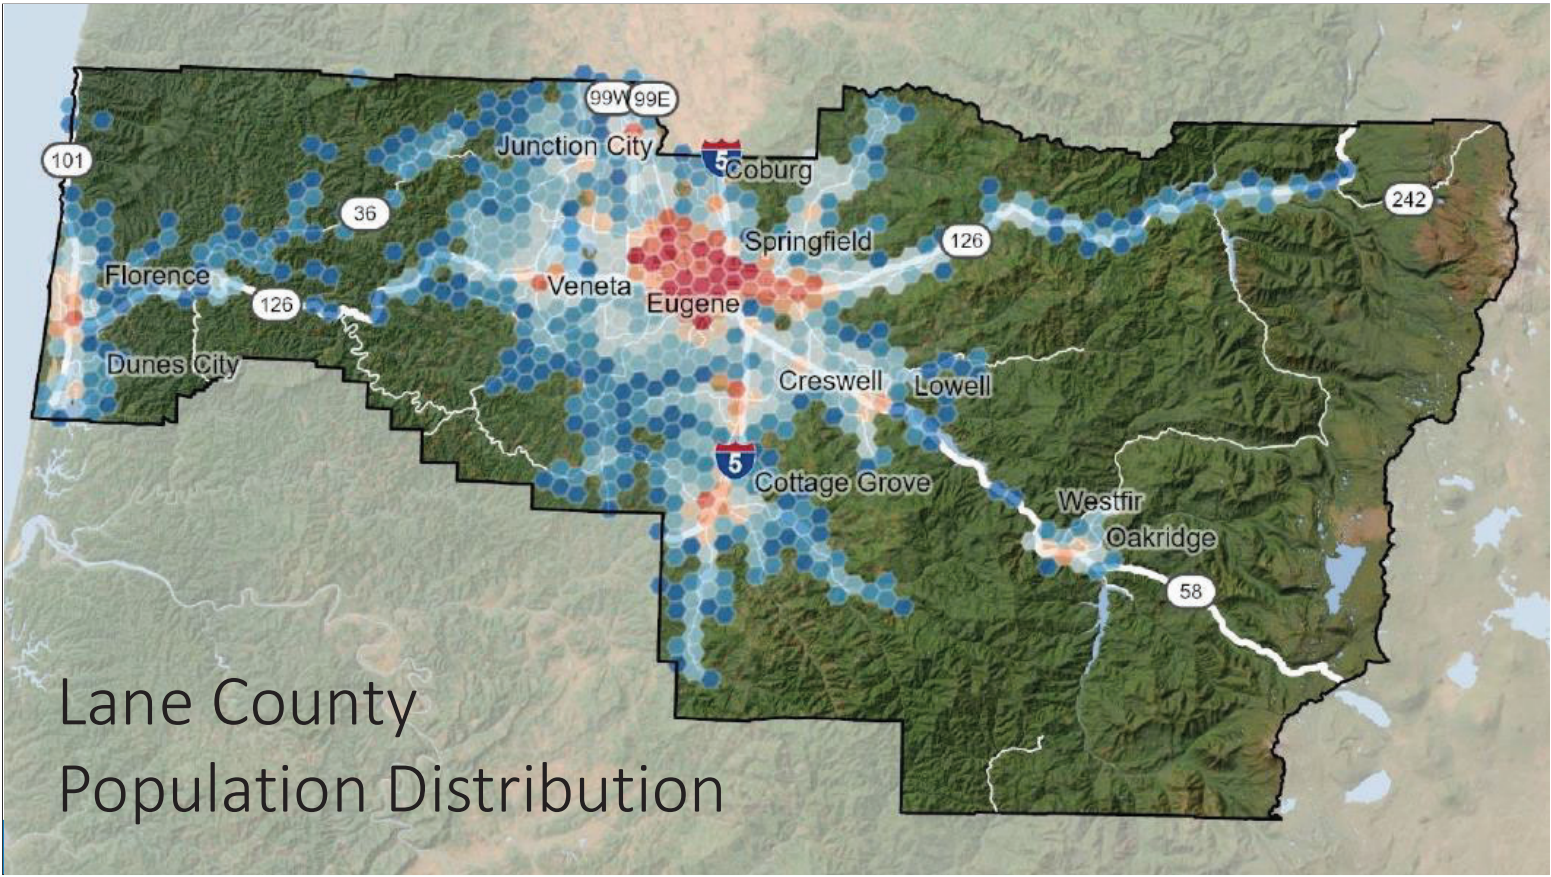 99W 99E
Junction City
5
Coburg
101
36
242
126
Springfield
Florence
Veneta
126
Eugene
Dunes City
Creswell
Lowell
5
Cottage Grove
Westfir
Oakridge
58
Lane County
Population Distribution